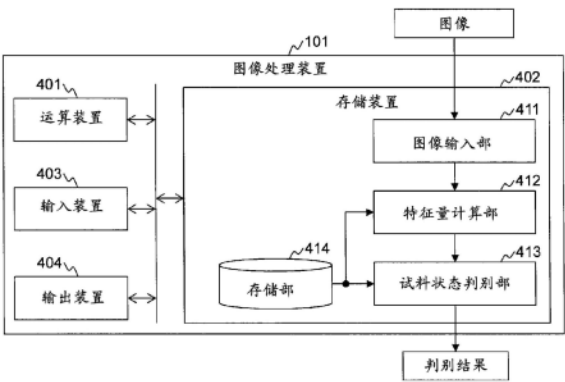 图像
101
图像处理装置
401
运算装置
402
存储装置
411
图像输入部
403
输入装置
412
特征量计算部
414
存储部
413
试料状态判别部
404
输出装置
判别结果